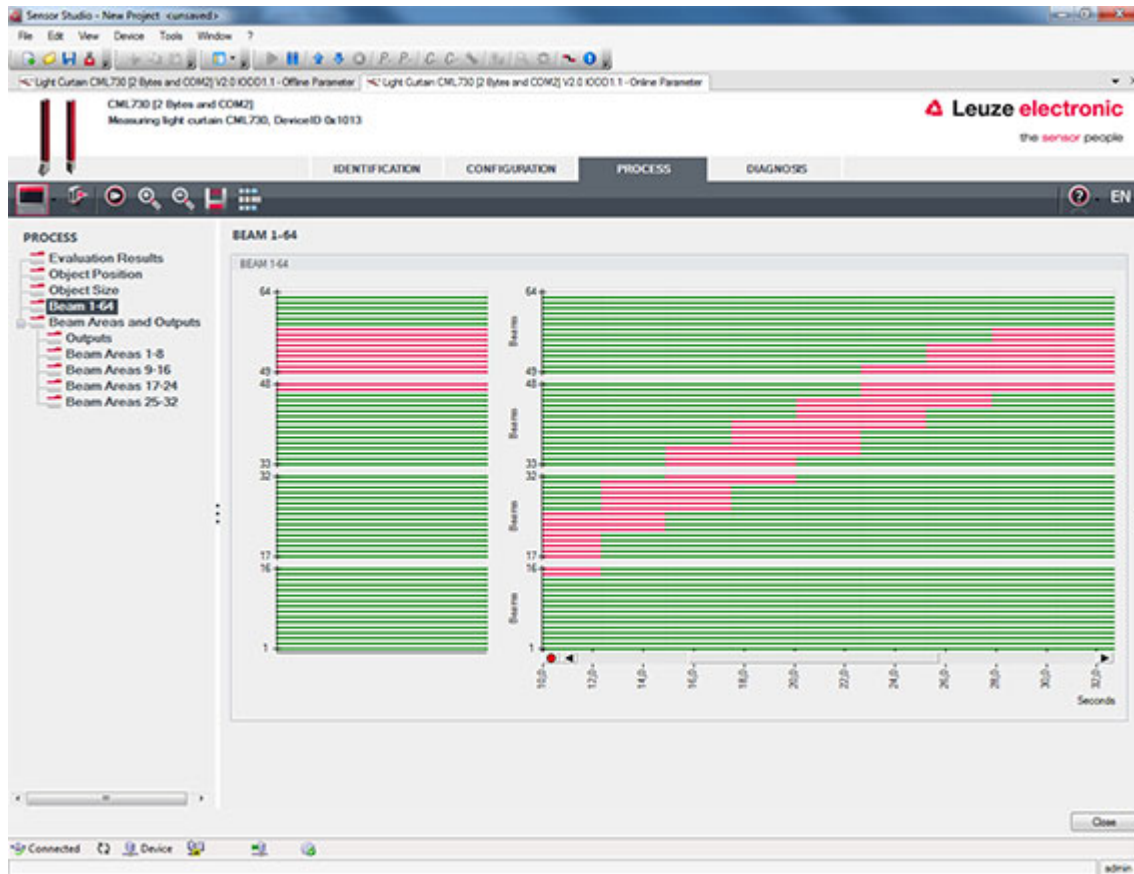 Sensor Studio - New Project <unsaved>
File Edit View Device Tools Window ?
Light Curtain CML730 [2 Bytes and COM2] V2.0 IODD1.1 - Offline Parameter
Light Curtain CML730 [2 Bytes and COM2] V2.0 IODD1.1 - Online Parameter
CML730 [2 Bytes and COM2]
Measuring light curtain CML730, DeviceID 0x1013
Leuze electronic
the sensor people
IDENTIFICATION CONFIGURATION PROCESS DIAGNOSIS
? EN
PROCESS
Evaluation Results
Object Position
Object Size
Beam 1-64
Beam Areas and Outputs
Outputs
Beam Areas 1-8
Beam Areas 9-16
Beam Areas 17-24
Beam Areas 25-32
BEAM 1-64
BEAM 1-64
64
49
48
33
32
17
16
1
64
Beams
49
48
Beams
33
32
Beams
17
16
Beams
1
10,0 12,0 14,0 16,0 18,0 20,0 22,0 24,0 26,0 28,0 30,0 32,0
Seconds
Close
Connected Device
admin